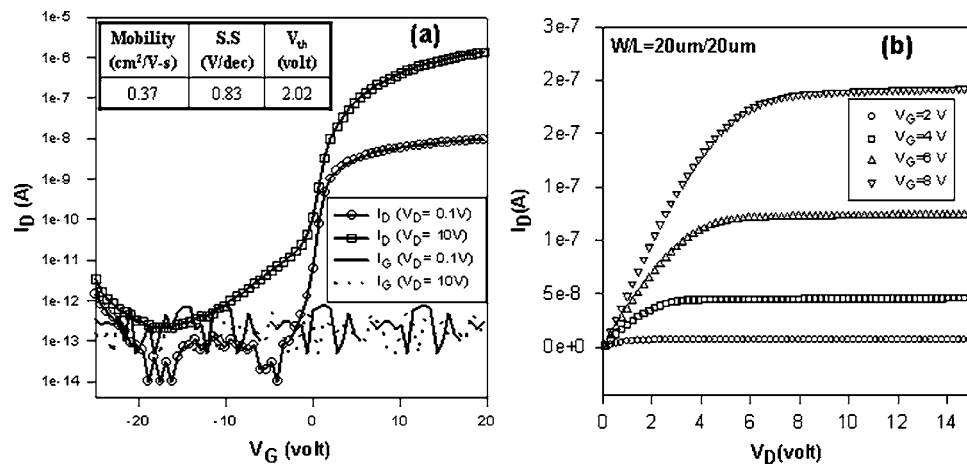 (a)
Mobility (cm²/V-s)
S.S (V/dec)
Vth (volt)
0.37
0.83
2.02
1e-5
1e-6
1e-7
1e-8
1e-9
1e-10
1e-11
1e-12
1e-13
1e-14
I_D (A)
I_D (V_D= 0.1V)
I_D (V_D= 10V)
I_G (V_D= 0.1V)
I_G (V_D= 10V)
-20
-10
0
10
20
V_G (volt)
W/L=20um/20um
(b)
3e-7
2e-7
2e-7
1e-7
1e-7
5e-8
0e+0
I_D(A)
V_G=2 V
V_G=4 V
V_G=6 V
V_G=8 V
0
2
4
6
8
10
12
14
V_D(volt)